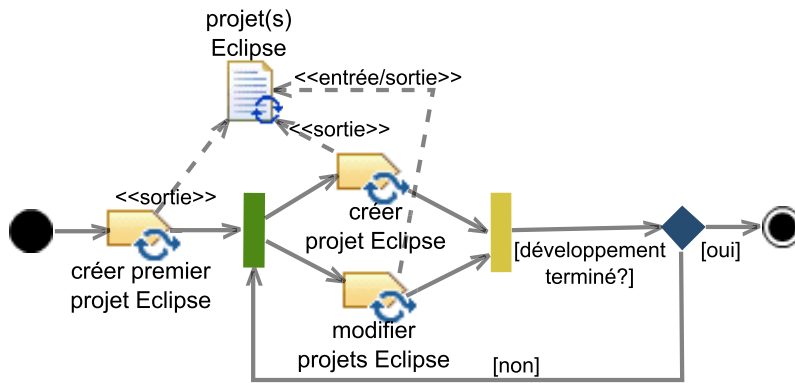 projet(s)
Eclipse
<<entrée/sortie>>
<<sortie>>
<<sortie>>
créer premier
projet Eclipse
créer
projet Eclipse
modifier
projets Eclipse
[développement
terminé?]
[oui]
[non]